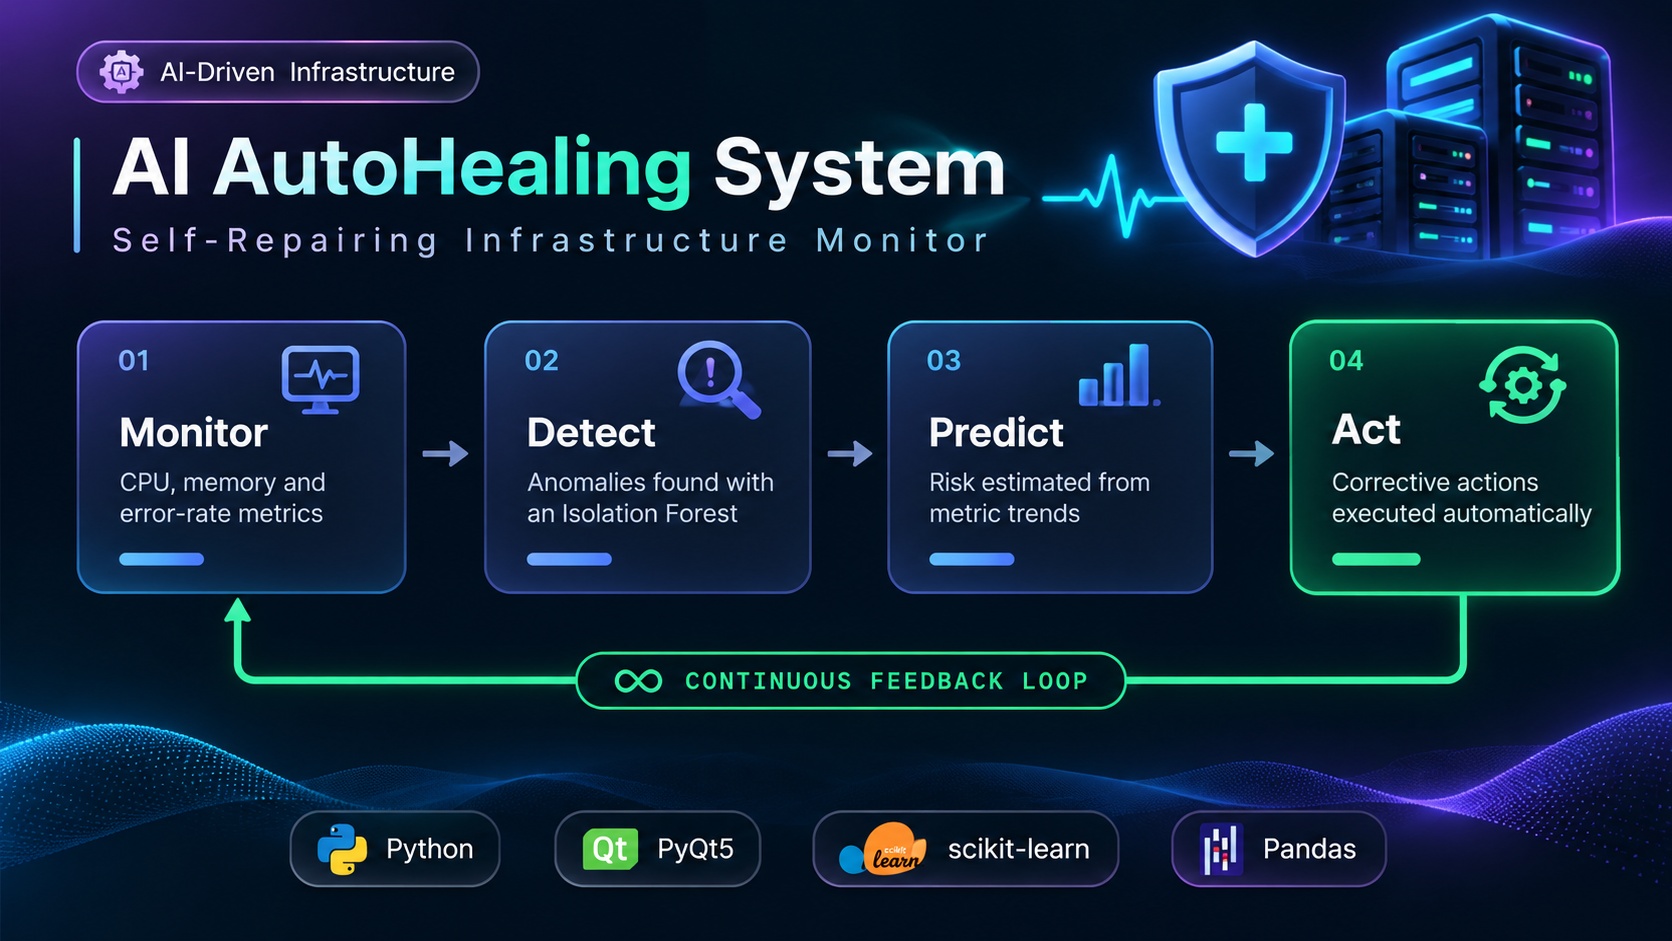 AI-Driven Infrastructure
AI AutoHealing System
Self-Repairing Infrastructure Monitor
01
Monitor
CPU, memory and
error-rate metrics
02
Detect
Anomalies found with
an Isolation Forest
03
Predict
Risk estimated from
metric trends
04
Act
Corrective actions
executed automatically
CONTINUOUS FEEDBACK LOOP
Python
Qt
PyQt5
scikit
learn
scikit-learn
Pandas